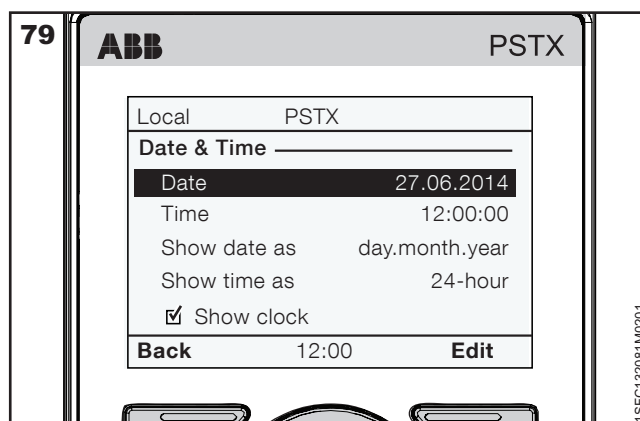 79
ABB PSTX
Local PSTX
Date & Time
Date 27.06.2014
Time 12:00:00
Show date as day.month.year
Show time as 24-hour
Show clock
Back 12:00 Edit
1SFC132081M0201